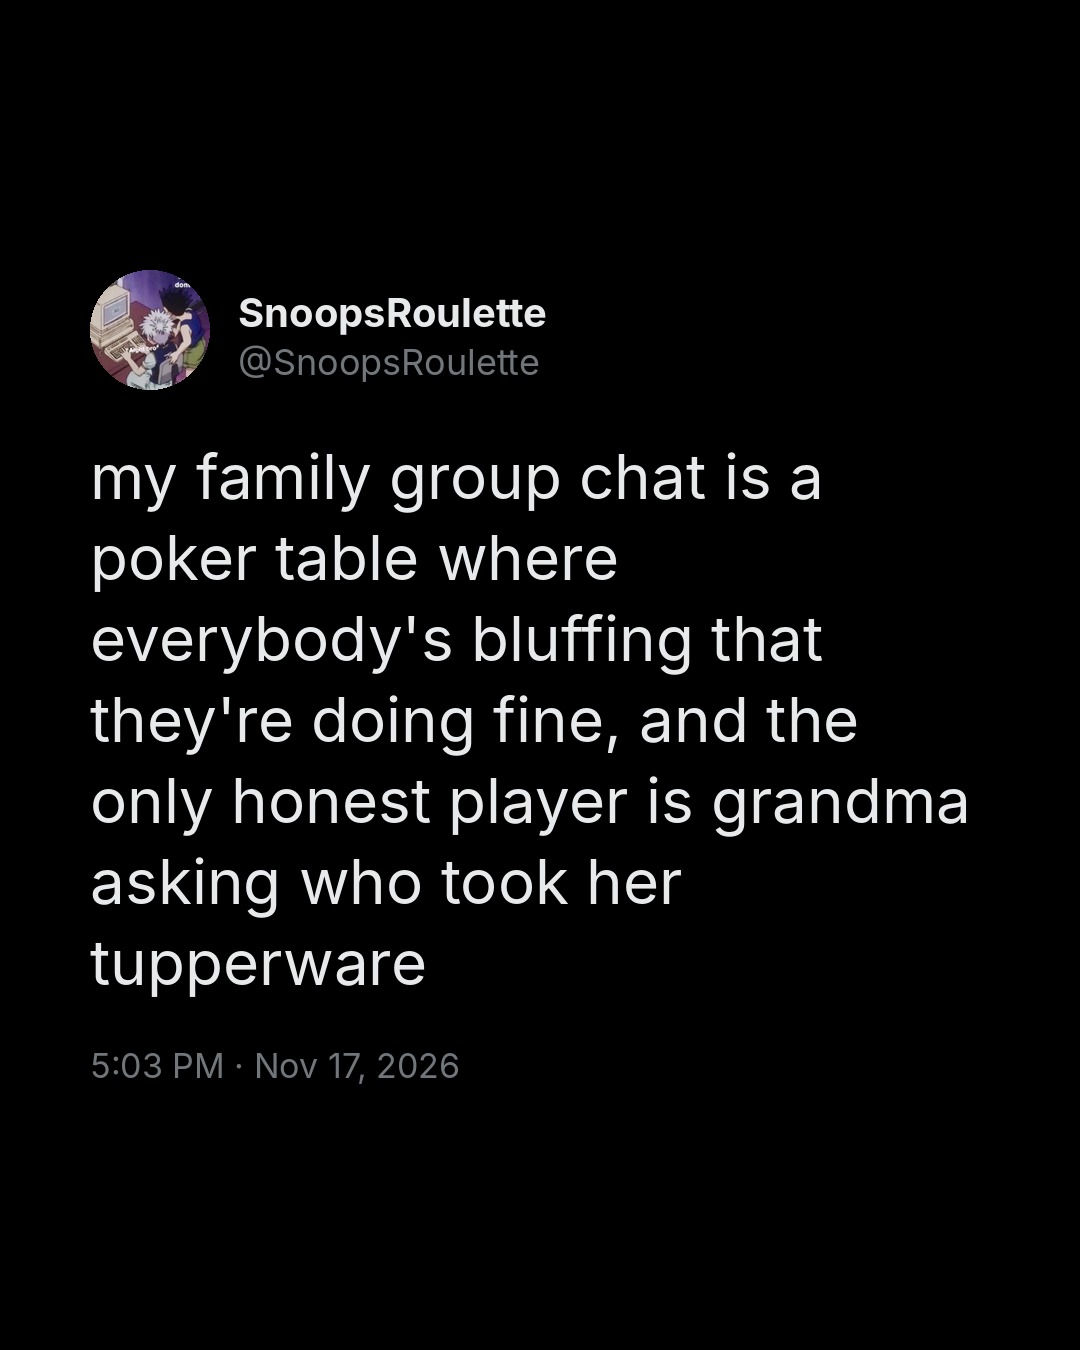 SnoopsRoulette
@SnoopsRoulette
my family group chat is a
poker table where
everybody's bluffing that
they're doing fine, and the
only honest player is grandma
asking who took her
tupperware
5:03 PM · Nov 17, 2026